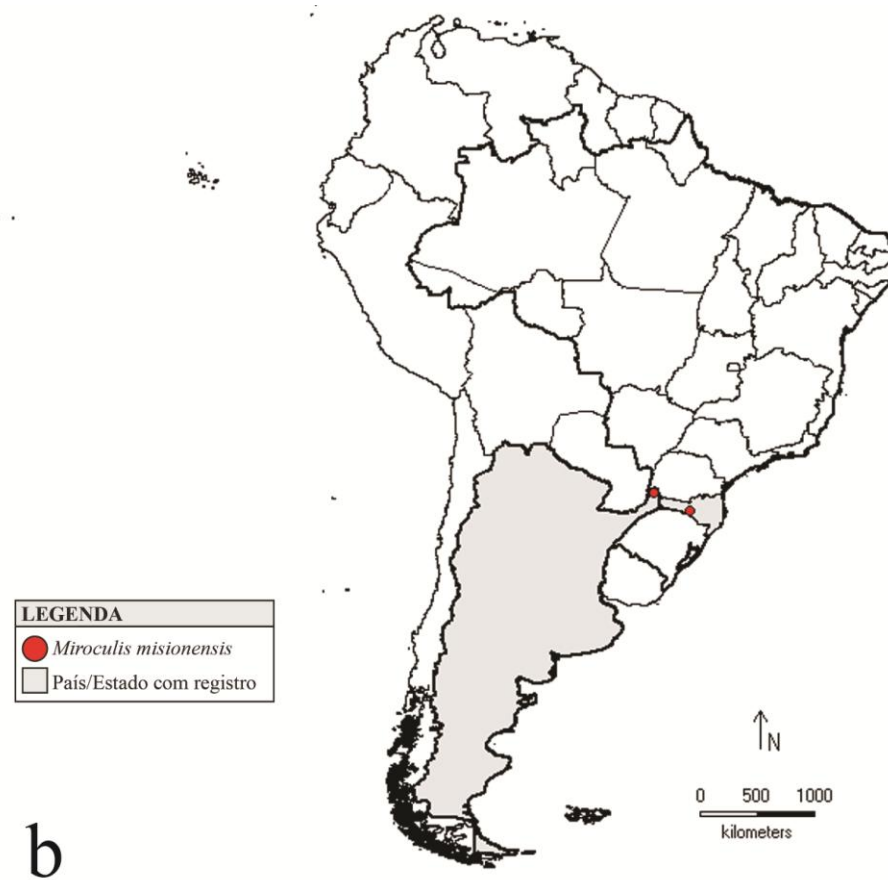 LEGENDA
Miroculis misionensis
País/Estado com registro
N
0 500 1000
kilometers
b